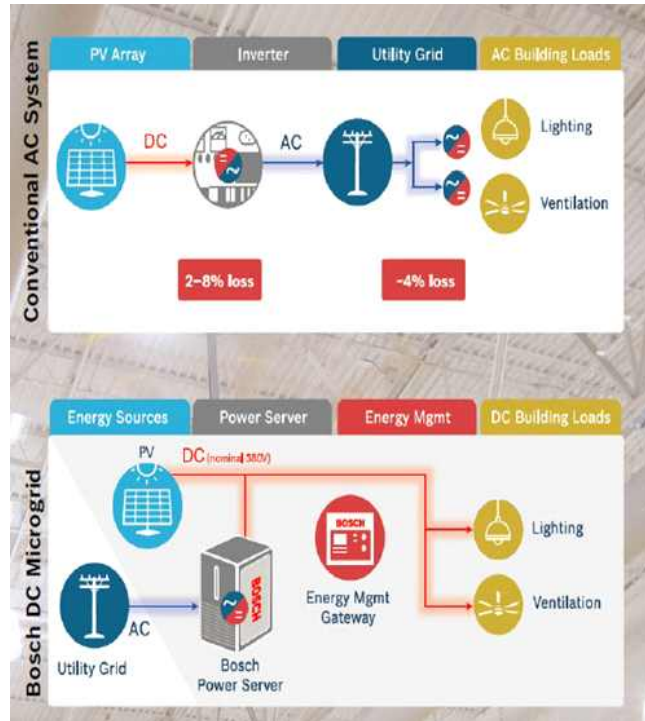 Conventional AC System
PV Array
Inverter
Utility Grid
AC Building Loads
DC
AC
Lighting
Ventilation
2–8% loss
~4% loss
Bosch DC Microgrid
Energy Sources
Power Server
Energy Mgmt
DC Building Loads
PV
DC (nominal 380V)
BOSCH
Lighting
Energy Mgmt
Gateway
Ventilation
AC
BOSCH
Utility Grid
Bosch
Power Server